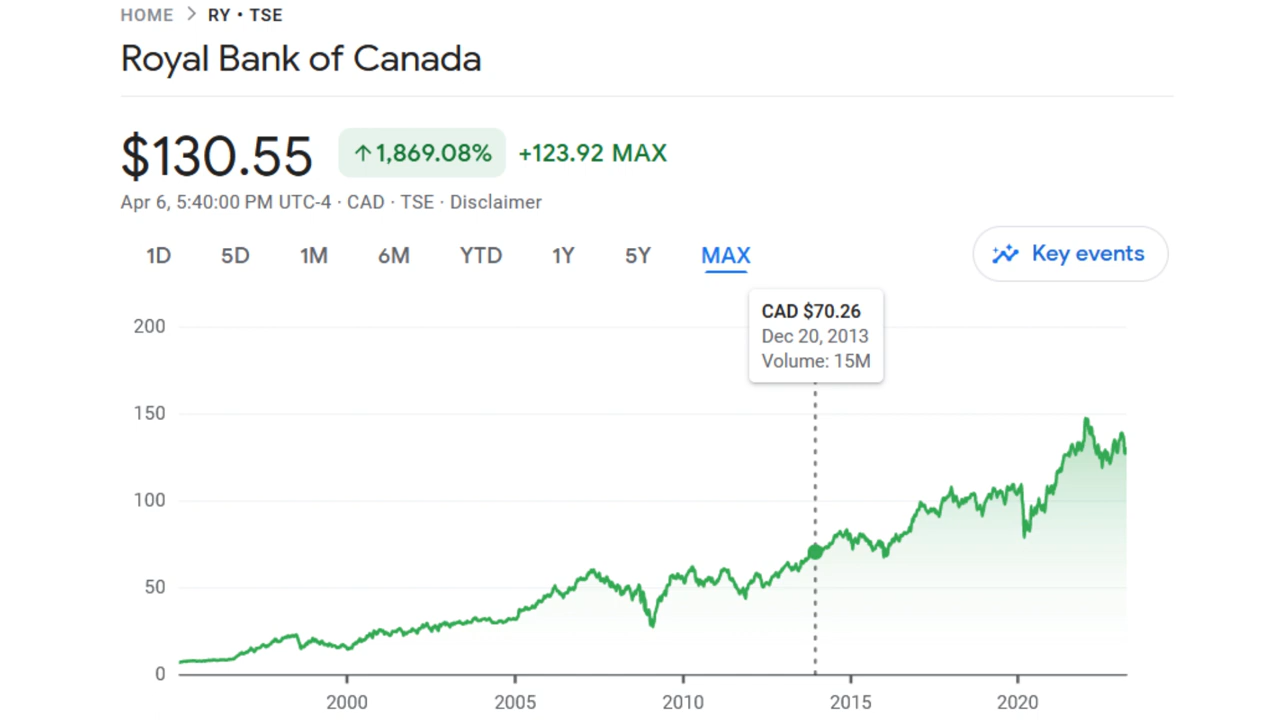 HOME > RY • TSE
Royal Bank of Canada
$130.55 ↑1,869.08% +123.92 MAX
Apr 6, 5:40:00 PM UTC-4 · CAD · TSE · Disclaimer
1D 5D 1M 6M YTD 1Y 5Y MAX Key events
CAD $70.26
Dec 20, 2013
Volume: 15M
200
150
100
50
0
2000 2005 2010 2015 2020